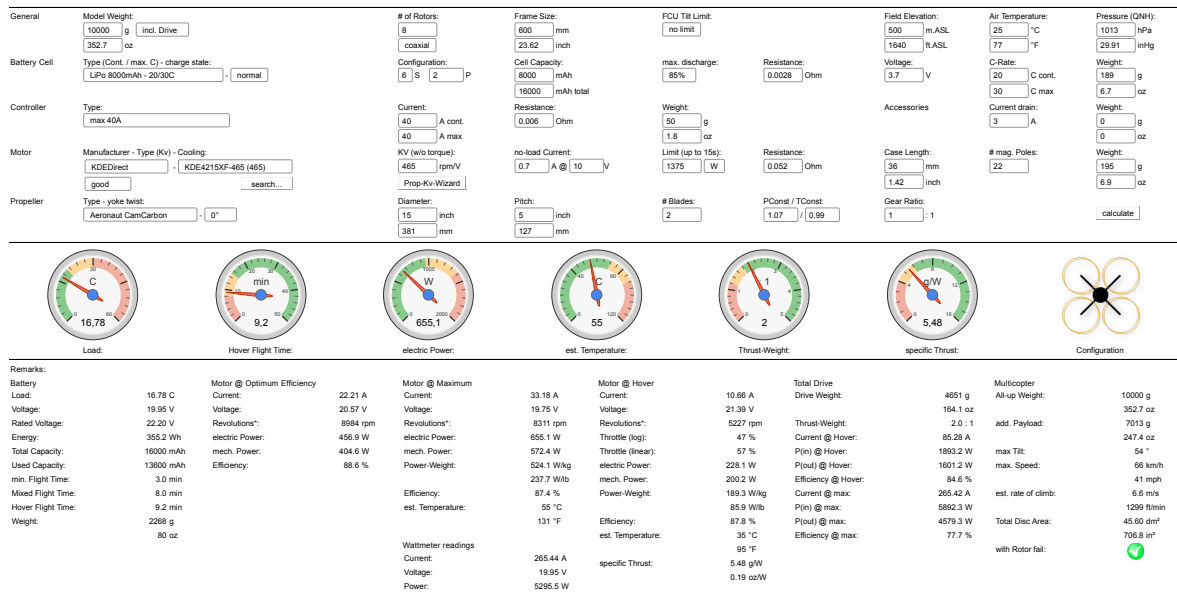 General Model Weight: # of Rotors: Frame Size: FCU Tilt Limit: Field Elevation: Air Temperature: Pressure (QNH):
10000 g incl. Drive 8 600 mm no limit 500 m.ASL 25 °C 1013 hPa
352.7 oz coaxial 23.62 inch 1640 ft.ASL 77 °F 29.91 inHg
Battery Cell Type (Cont. / max. C) - charge state: Configuration: Cell Capacity: max. discharge: Resistance: Voltage: C-Rate: Weight:
LiPo 8000mAh - 20/30C - normal 6 S 2 P 8000 mAh 85% 0.0028 Ohm 3.7 V 20 C cont. 189 g
16000 mAh total 30 C max 6.7 oz
Controller Type: Current: Resistance: Weight: Accessories Current drain: Weight:
max 40A 40 A cont. 0.006 Ohm 50 g 3 A 0 g
40 A max 1.8 oz 0 oz
Motor Manufacturer - Type (Kv) - Cooling: KV (w/o torque): no-load Current: Limit (up to 15s): Resistance: Case Length: # mag. Poles: Weight:
KDEDirect - KDE4215XF-465 (465) 465 rpm/V 0.7 A @ 10 V 1375 W 0.052 Ohm 36 mm 22 195 g
good search... Prop-Kv-Wizard 1.42 inch 6.9 oz
Propeller Type - yoke twist: Diameter: Pitch: # Blades: PConst / TConst: Gear Ratio:
Aeronaut CamCarbon - 0° 15 inch 5 inch 2 1.07 / 0.99 1 : 1 calculate
381 mm 127 mm
30 20 30 1000 40 80 1 4 8
C min W C 1 g/W 12
0 60 10 0 50 0 2000 0 120 0 5 0
16,78 9,2 655,1 55 2 5,48
Load: Hover Flight Time: electric Power: est. Temperature: Thrust-Weight: specific Thrust: Configuration
Remarks:
Battery Motor @ Optimum Efficiency Motor @ Maximum Motor @ Hover Total Drive Multicopter
Load: 16.78 C Current: 22.21 A Current: 33.18 A Current: 10.66 A Drive Weight: 4651 g All-up Weight: 10000 g
Voltage: 19.95 V Voltage: 20.57 V Voltage: 19.75 V Voltage: 21.39 V 164.1 oz 352.7 oz
Rated Voltage: 22.20 V Revolutions*: 8984 rpm Revolutions*: 8311 rpm Revolutions*: 5227 rpm Thrust-Weight: 2.0 : 1 add. Payload: 7013 g
Energy: 355.2 Wh electric Power: 456.9 W electric Power: 655.1 W Throttle (log): 47 % Current @ Hover: 85.28 A 247.4 oz
Total Capacity: 16000 mAh mech. Power: 404.6 W mech. Power: 572.4 W Throttle (linear): 57 % P(in) @ Hover: 1893.2 W max Tilt: 54 °
Used Capacity: 13600 mAh Efficiency: 88.6 % Power-Weight: 524.1 W/kg electric Power: 228.1 W P(out) @ Hover: 1601.2 W max. Speed: 66 km/h
min. Flight Time: 3.0 min 237.7 W/lb mech. Power: 200.2 W Efficiency @ Hover: 84.6 % 41 mph
Mixed Flight Time: 8.0 min Efficiency: 87.4 % Power-Weight: 189.3 W/kg Current @ max: 265.42 A est. rate of climb: 6.6 m/s
Hover Flight Time: 9.2 min est. Temperature: 55 °C 85.9 W/lb P(in) @ max: 5892.3 W 1299 ft/min
Weight: 2268 g 131 °F Efficiency: 87.8 % P(out) @ max: 4579.3 W Total Disc Area: 45.60 dm²
80 oz est. Temperature: 35 °C Efficiency @ max: 77.7 % 706.8 in²
Wattmeter readings 95 °F with Rotor fail:
Current: 265.44 A specific Thrust: 5.48 g/W
Voltage: 19.95 V 0.19 oz/W
Power: 5295.5 W